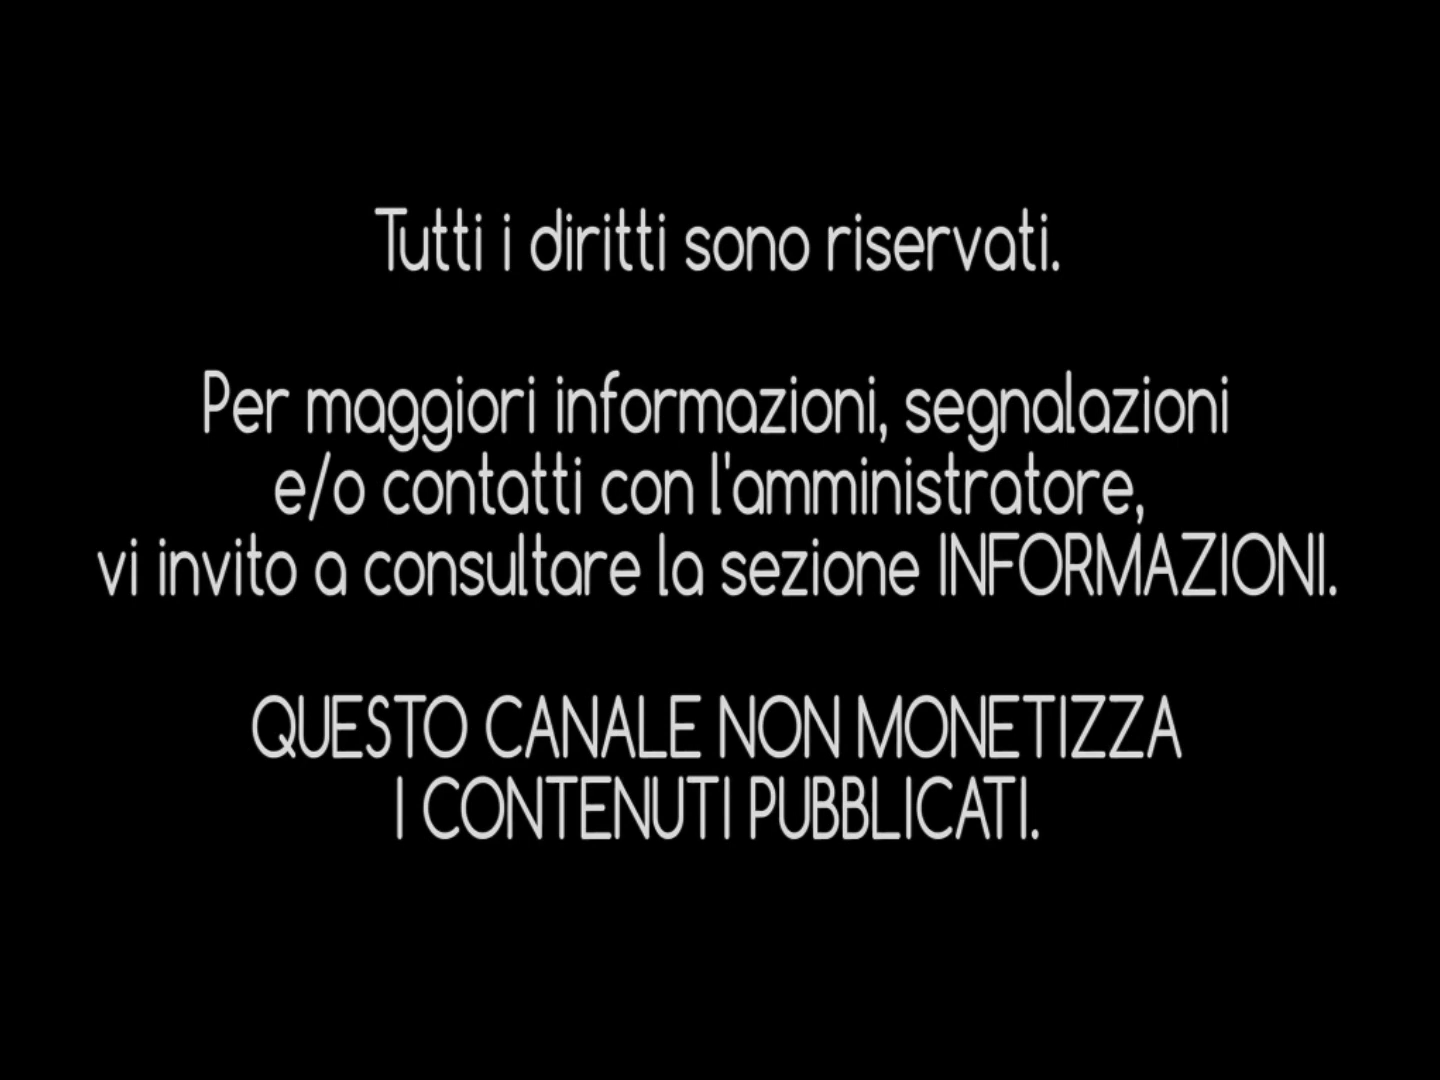 Tutti i diritti sono riservati.
Per maggiori informazioni, segnalazioni
e/o contatti con l'amministratore,
vi invito a consultare la sezione INFORMAZIONI.
QUESTO CANALE NON MONETIZZA
I CONTENUTI PUBBLICATI.